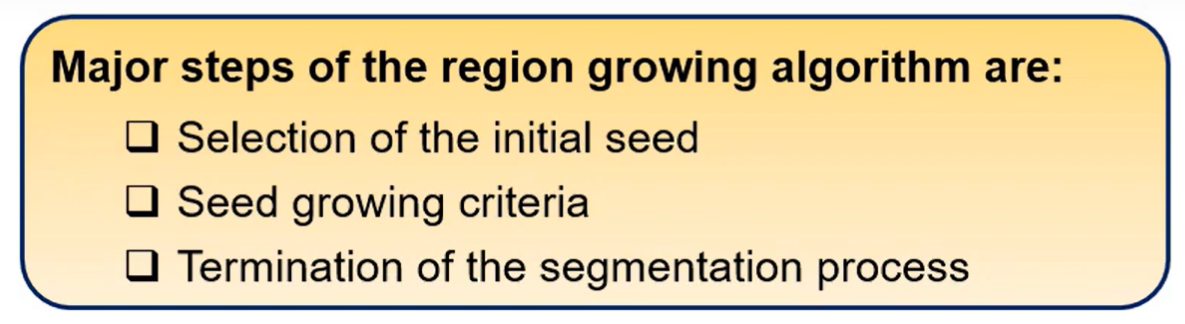 Major steps of the region growing algorithm are:
❑ Selection of the initial seed
❑ Seed growing criteria
❑ Termination of the segmentation process